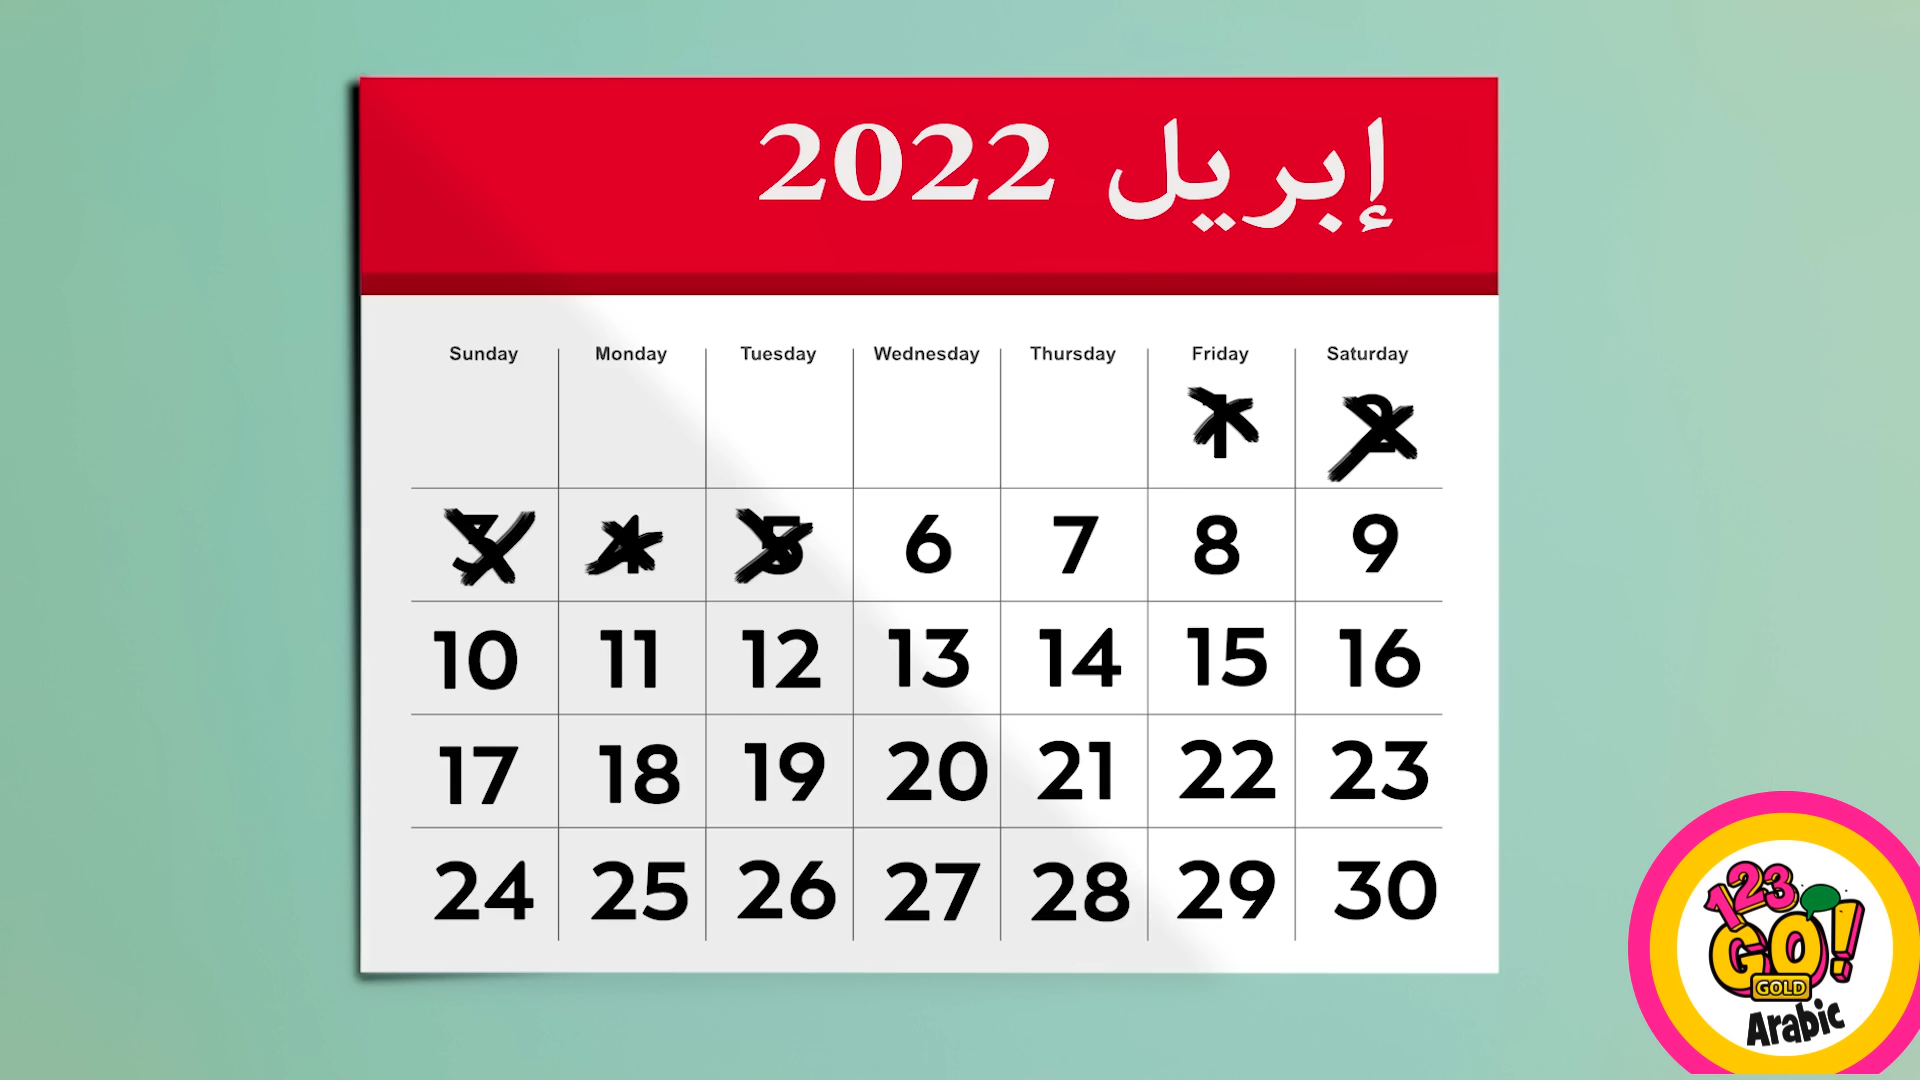 إبريل 2022
Sunday Monday Tuesday Wednesday Thursday Friday Saturday
1 2
3 4 5 6 7 8 9
10 11 12 13 14 15 16
17 18 19 20 21 22 23
24 25 26 27 28 29 30
123
GO!
GOLD
Arabic